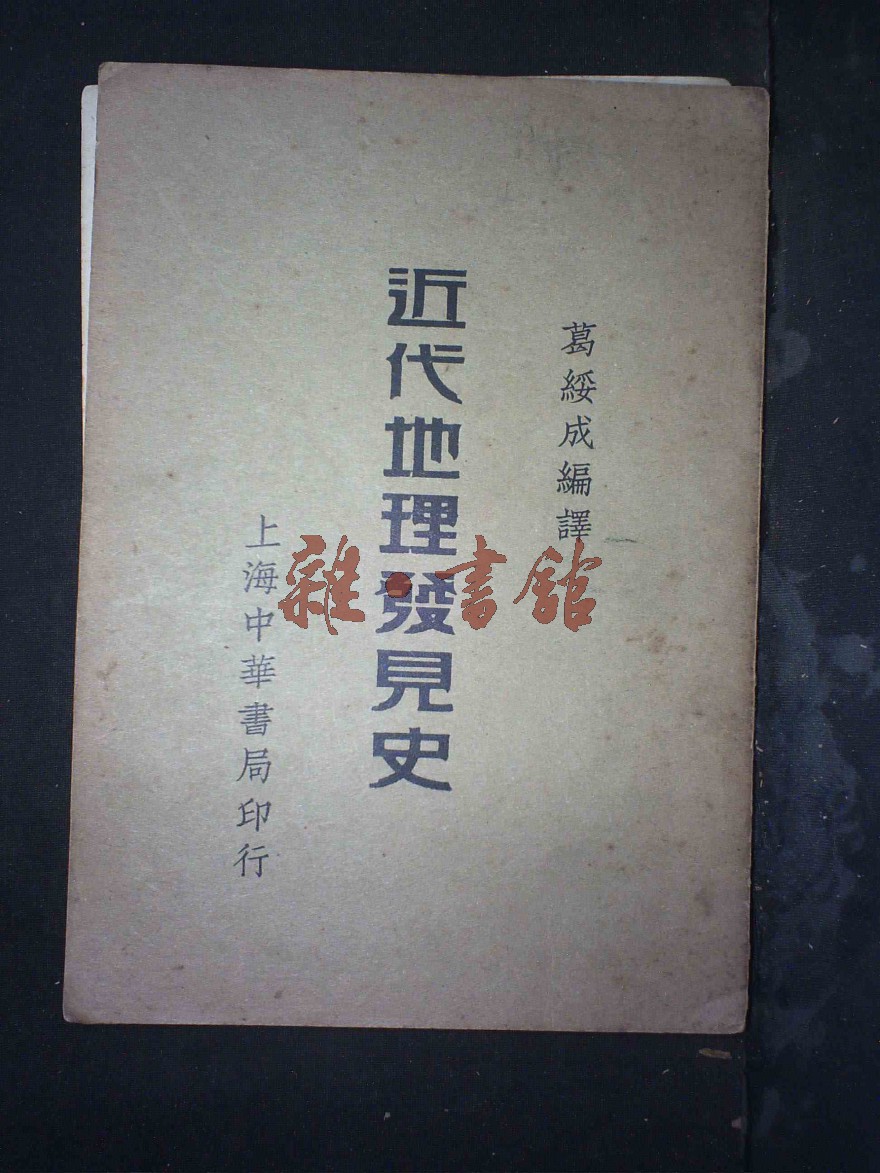 葛綏成編譯
近代地理發見史
上海中華書局印行
雜·書館